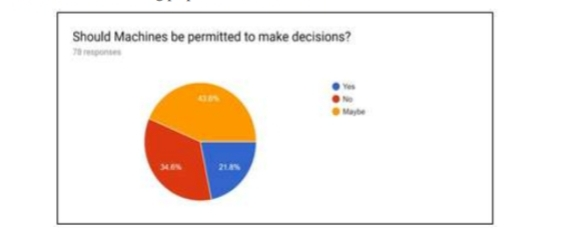 Should Machines be permitted to make decisions?
78 responses
Yes
No
Maybe
43.6%
34.6%
21.8%